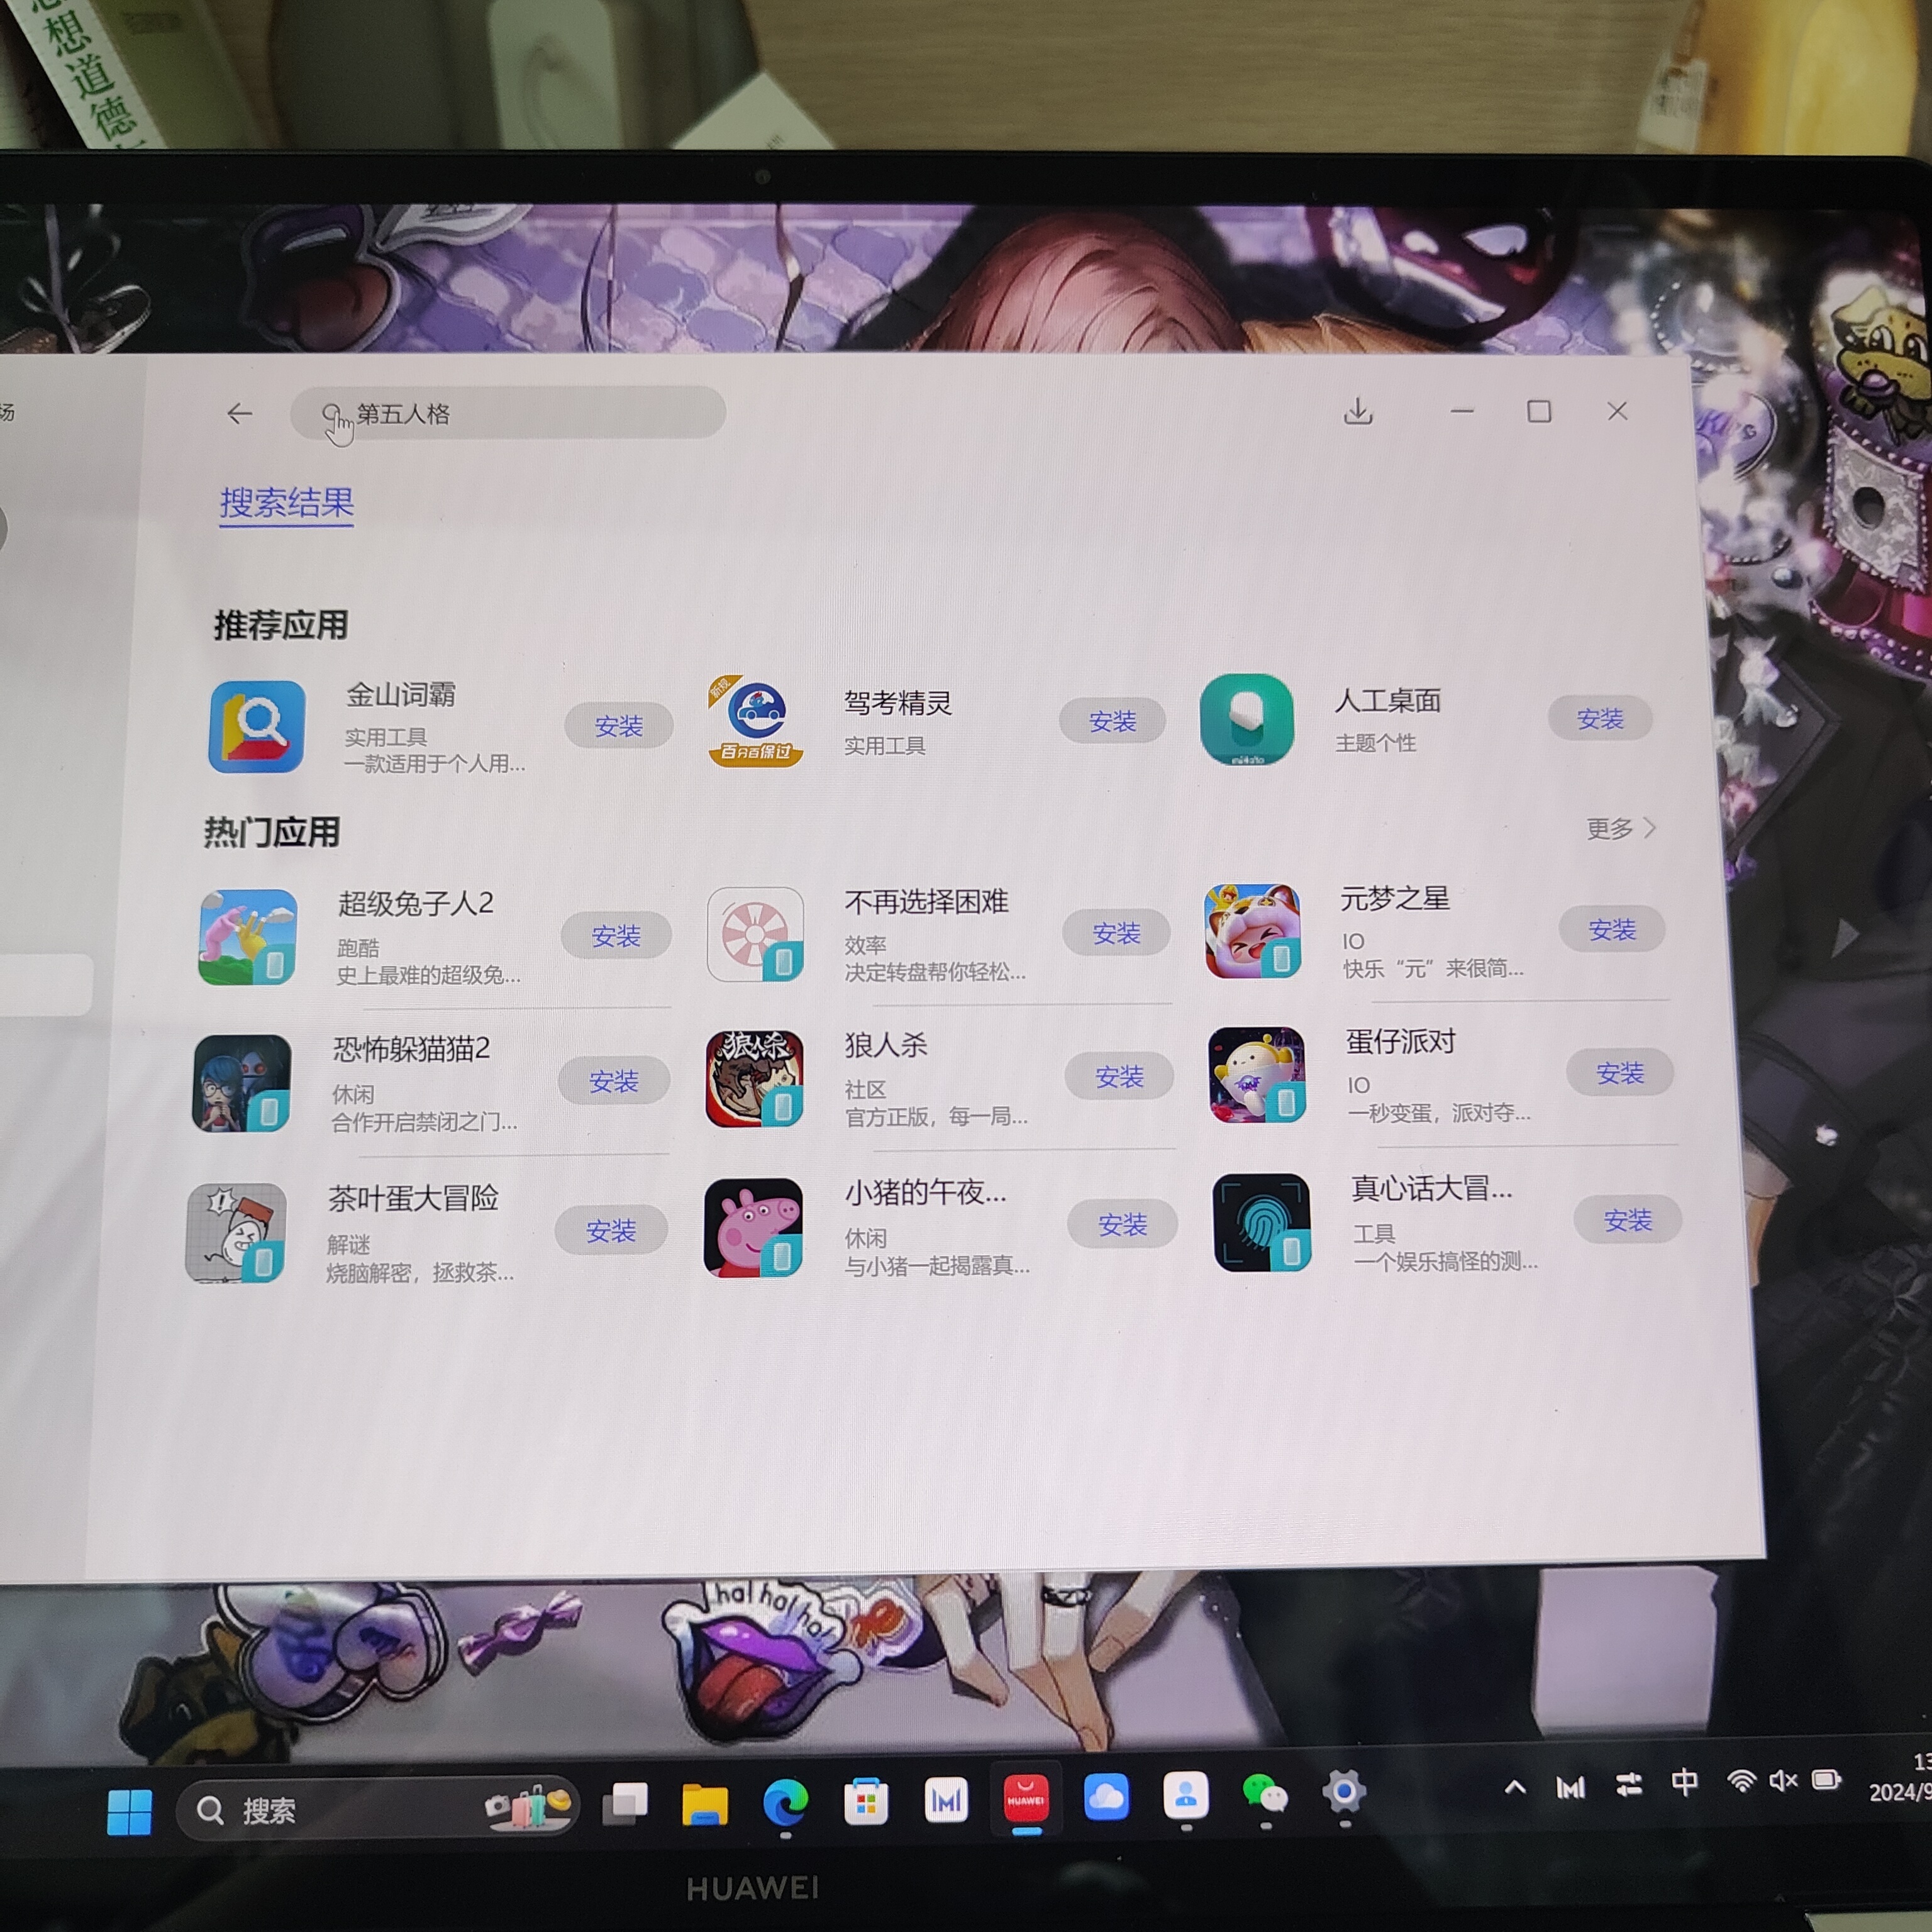 想道德
场
第五人格
搜索结果
推荐应用
金山词霸
实用工具
一款适用于个人用...
安装
新规
百分百保过
驾考精灵
实用工具
安装
人工桌面
主题个性
安装
热门应用
更多
超级兔子人2
跑酷
史上最难的超级兔...
安装
不再选择困难
效率
决定转盘帮你轻松...
安装
元梦之星
IO
快乐“元”来很简...
安装
恐怖躲猫猫2
休闲
合作开启禁闭之门...
安装
狼人杀
狼人杀
社区
官方正版，每一局...
安装
蛋仔派对
IO
一秒变蛋，派对夺...
安装
茶叶蛋大冒险
解谜
烧脑解密，拯救茶...
安装
小猪的午夜...
休闲
与小猪一起揭露真...
安装
真心话大冒...
工具
一个娱乐搞怪的测...
安装
ha! ha! ha!
搜索
HUAWEI
中
13
2024/9
HUAWEI